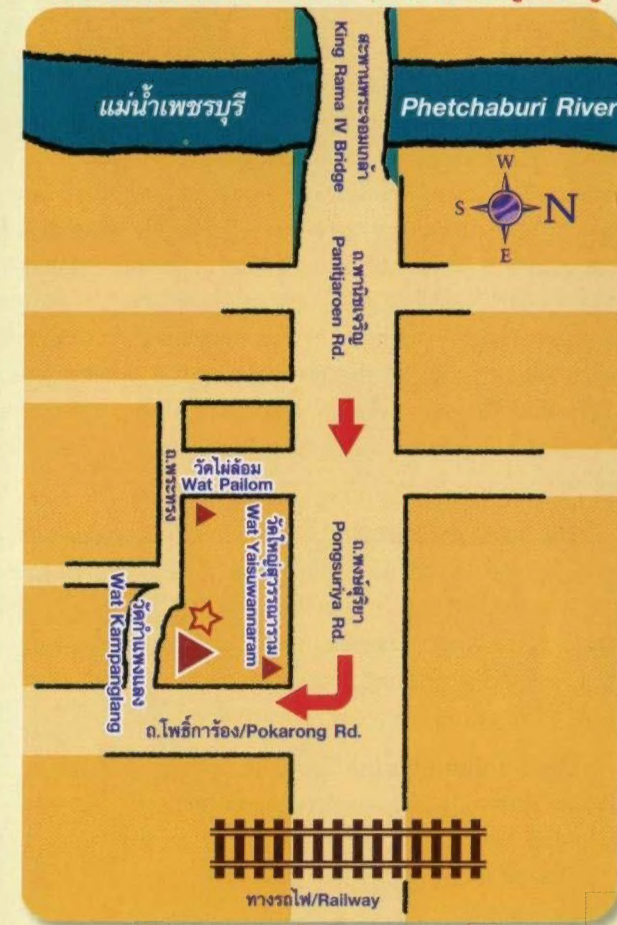 แม่น้ำเพชรบุรี
สะพานพระจอมเกล้า
King Rama IV Bridge
Phetchaburi River
W
S
N
E
ถ.พานิชเจริญ
Panitjaroen Rd.
ถ.พระทรง
วัดไผ่ล้อม
Wat Pailom
วัดใหญ่สุวรรณาราม
Wat Yaisuwannaram
ถ.พงษ์สุริยา
Pongsuriya Rd.
วัดกำแพงแลง
Wat Kampanglang
ถ.โพธิ์การ้อง/Pokarong Rd.
ทางรถไฟ/Railway